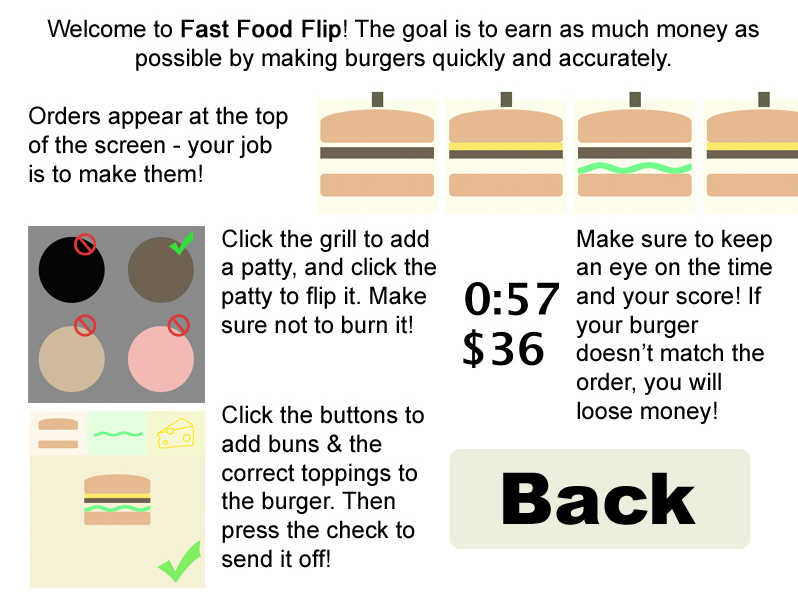 Welcome to Fast Food Flip! The goal is to earn as much money as
possible by making burgers quickly and accurately.
Orders appear at the top
of the screen - your job
is to make them!
Click the grill to add
a patty, and click the
patty to flip it. Make
sure not to burn it!
0:57
$36
Make sure to keep
an eye on the time
and your score! If
your burger
doesn’t match the
order, you will
loose money!
Click the buttons to
add buns & the
correct toppings to
the burger. Then
press the check to
send it off!
Back